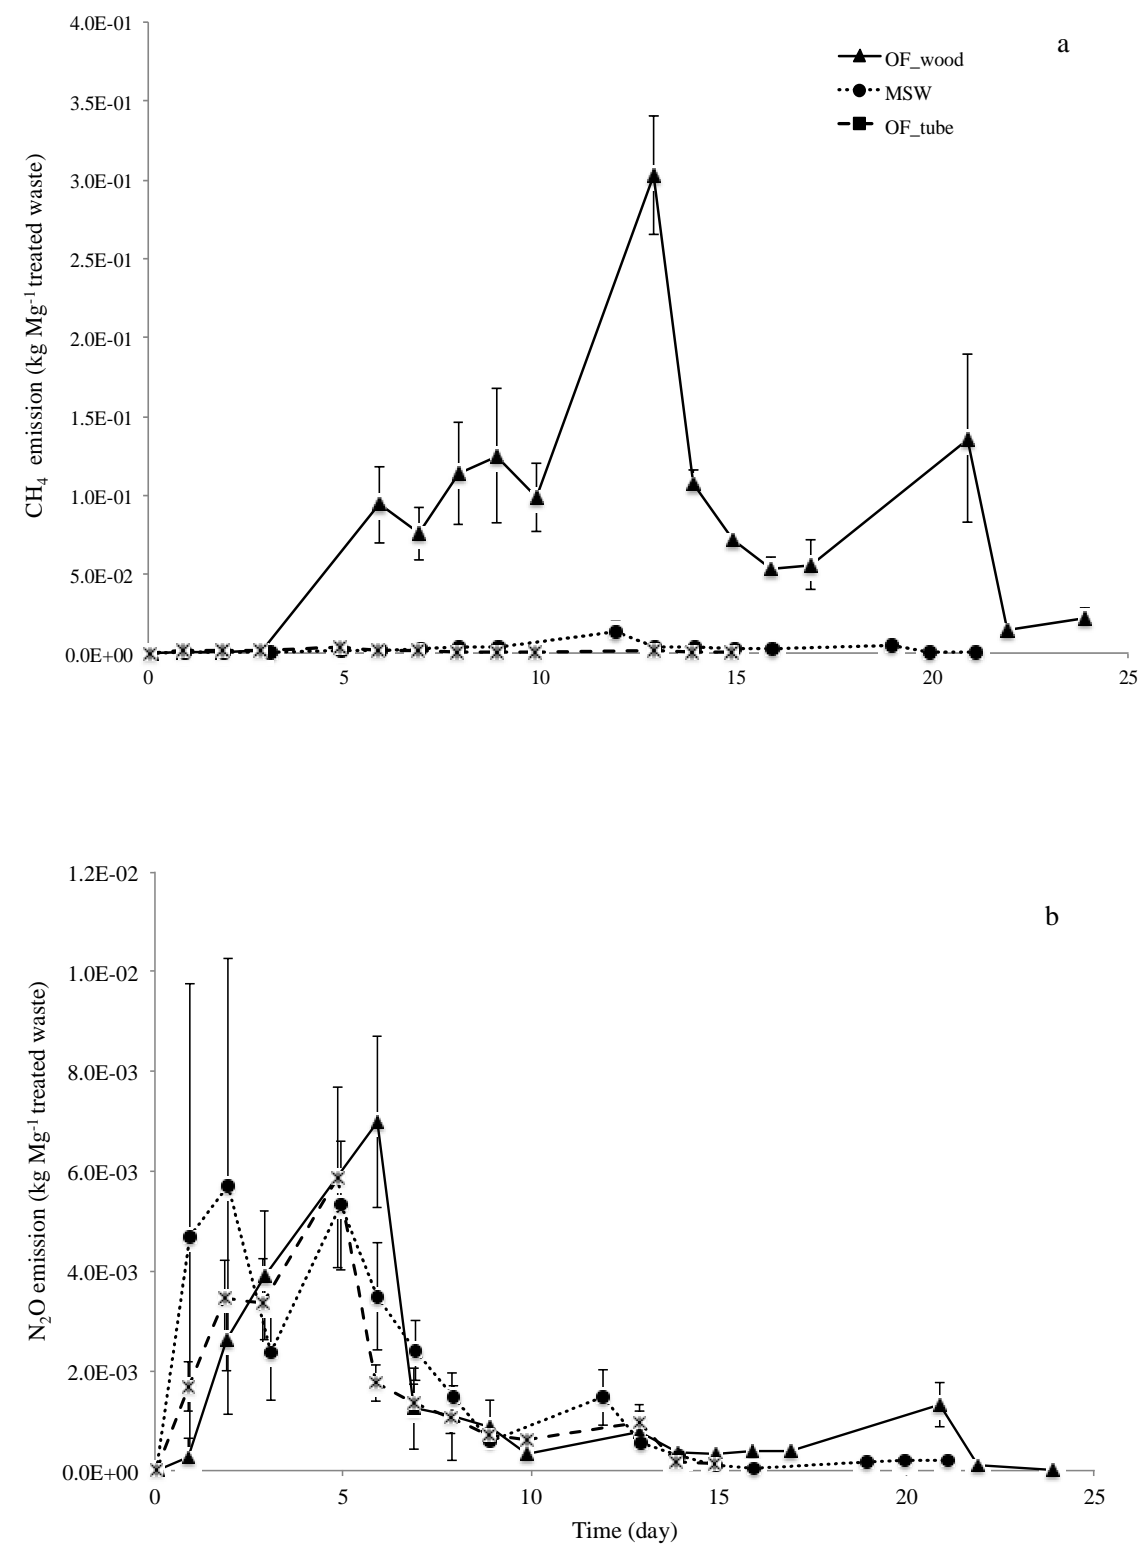 4.0E-01
a
OF_wood
3.5E-01
MSW
OF_tube
3.0E-01
2.5E-01
2.0E-01
1.5E-01
1.0E-01
5.0E-02
0.0E+00
CH4 emission (kg Mg-1 treated waste)
0 5 10 15 20 25
1.2E-02
b
1.0E-02
8.0E-03
6.0E-03
4.0E-03
2.0E-03
0.0E+00
N2O emission (kg Mg-1 treated waste)
0 5 10 15 20 25
Time (day)